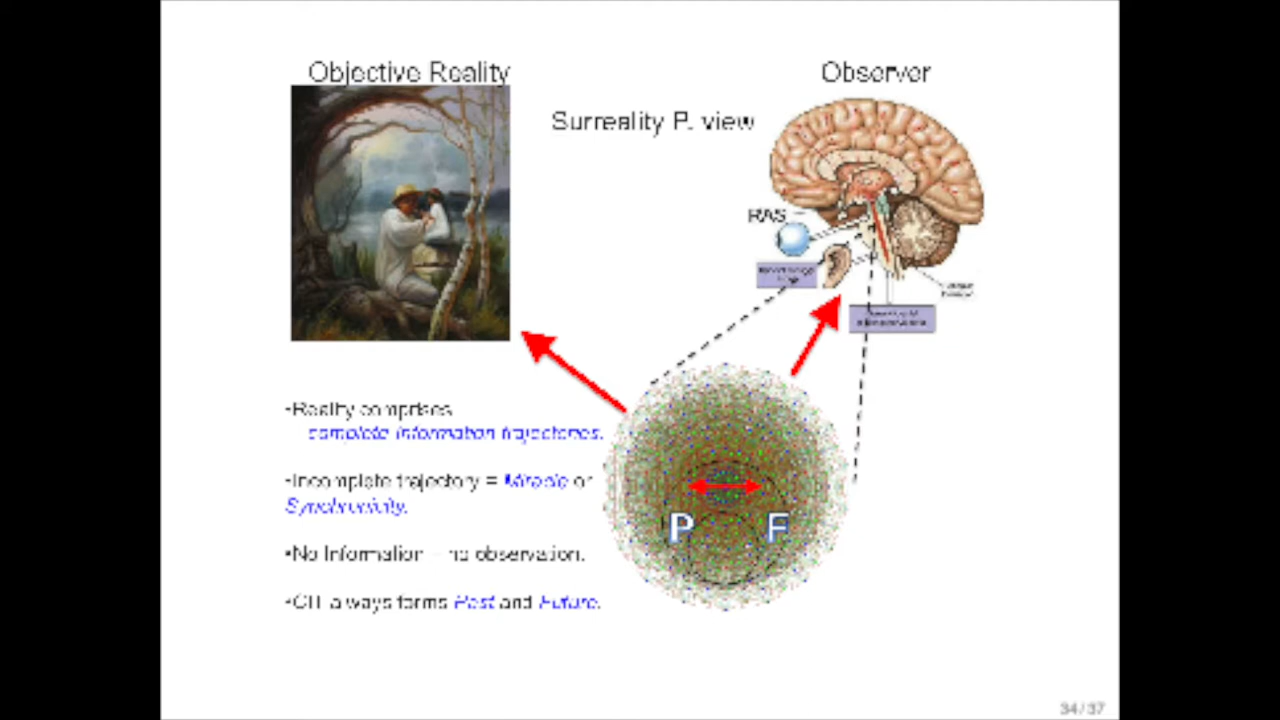 Objective Reality
Observer
Surreality P. view
RAS
•Reality comprises
complete information trajectories.
•Incomplete trajectory = Miracle or
Synchronicity.
•No Information – no observation.
•CIT always forms Past and Future.
P F
34 / 37